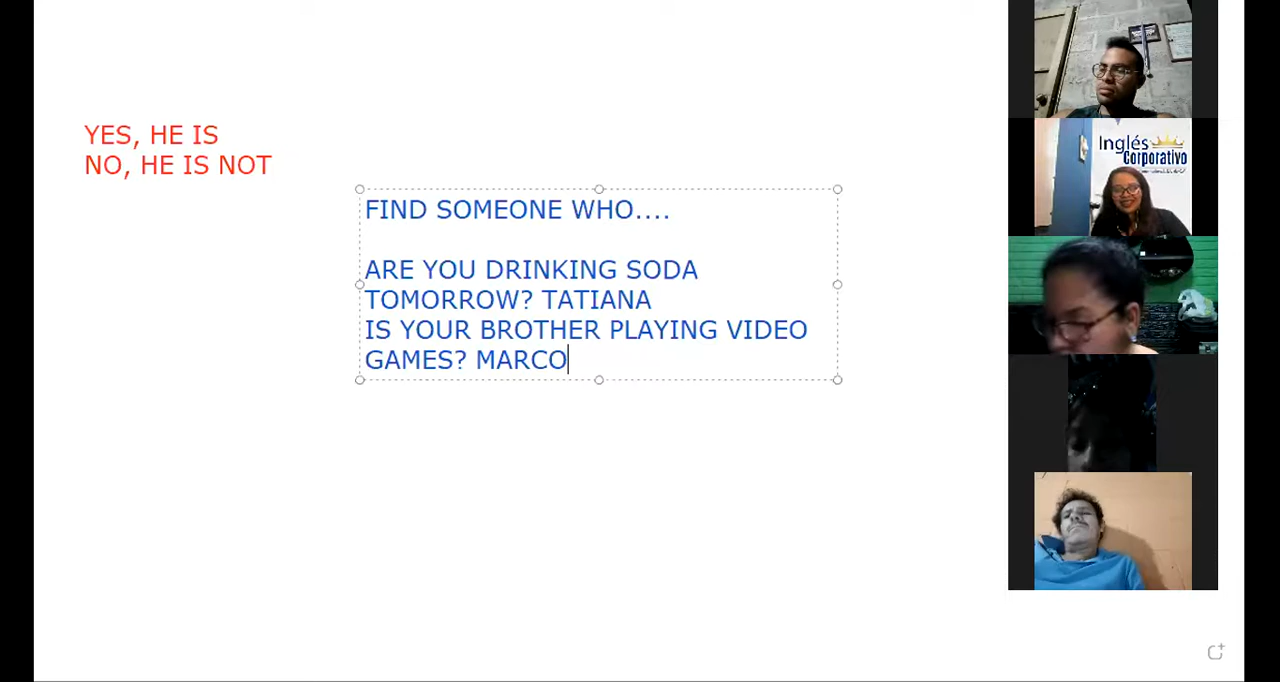 YES, HE IS
NO, HE IS NOT
FIND SOMEONE WHO....
ARE YOU DRINKING SODA
TOMORROW? TATIANA
IS YOUR BROTHER PLAYING VIDEO
GAMES? MARCO
Inglés
Corporativo